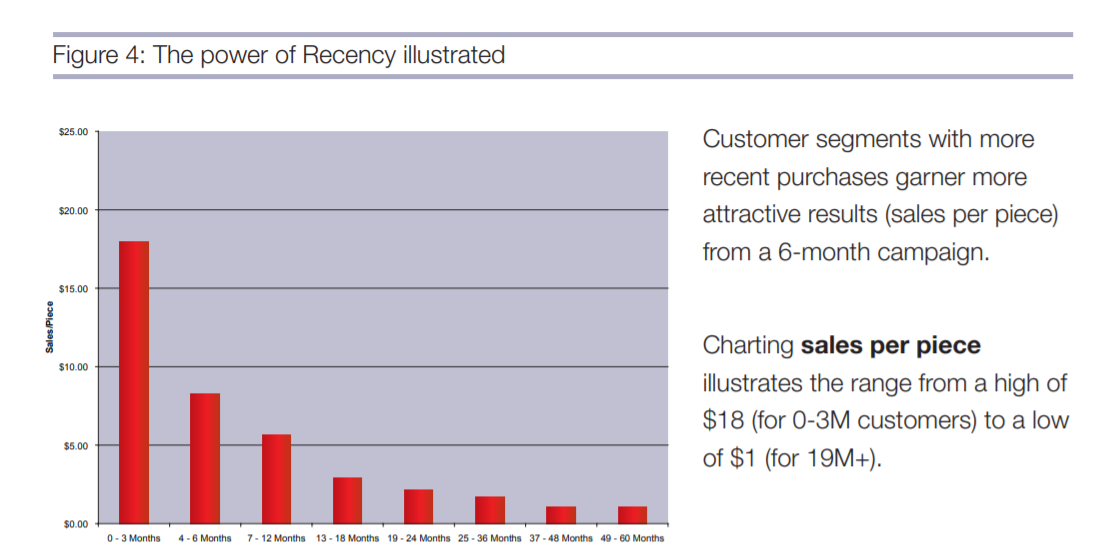 Figure 4: The power of Recency illustrated
$25.00
$20.00
$15.00
$10.00
$5.00
$0.00
Sales/Piece
0 - 3 Months 4 - 6 Months 7 - 12 Months 13 - 18 Months 19 - 24 Months 25 - 36 Months 37 - 48 Months 49 - 60 Months
Customer segments with more
recent purchases garner more
attractive results (sales per piece)
from a 6-month campaign.
Charting sales per piece
illustrates the range from a high of
$18 (for 0-3M customers) to a low
of $1 (for 19M+).